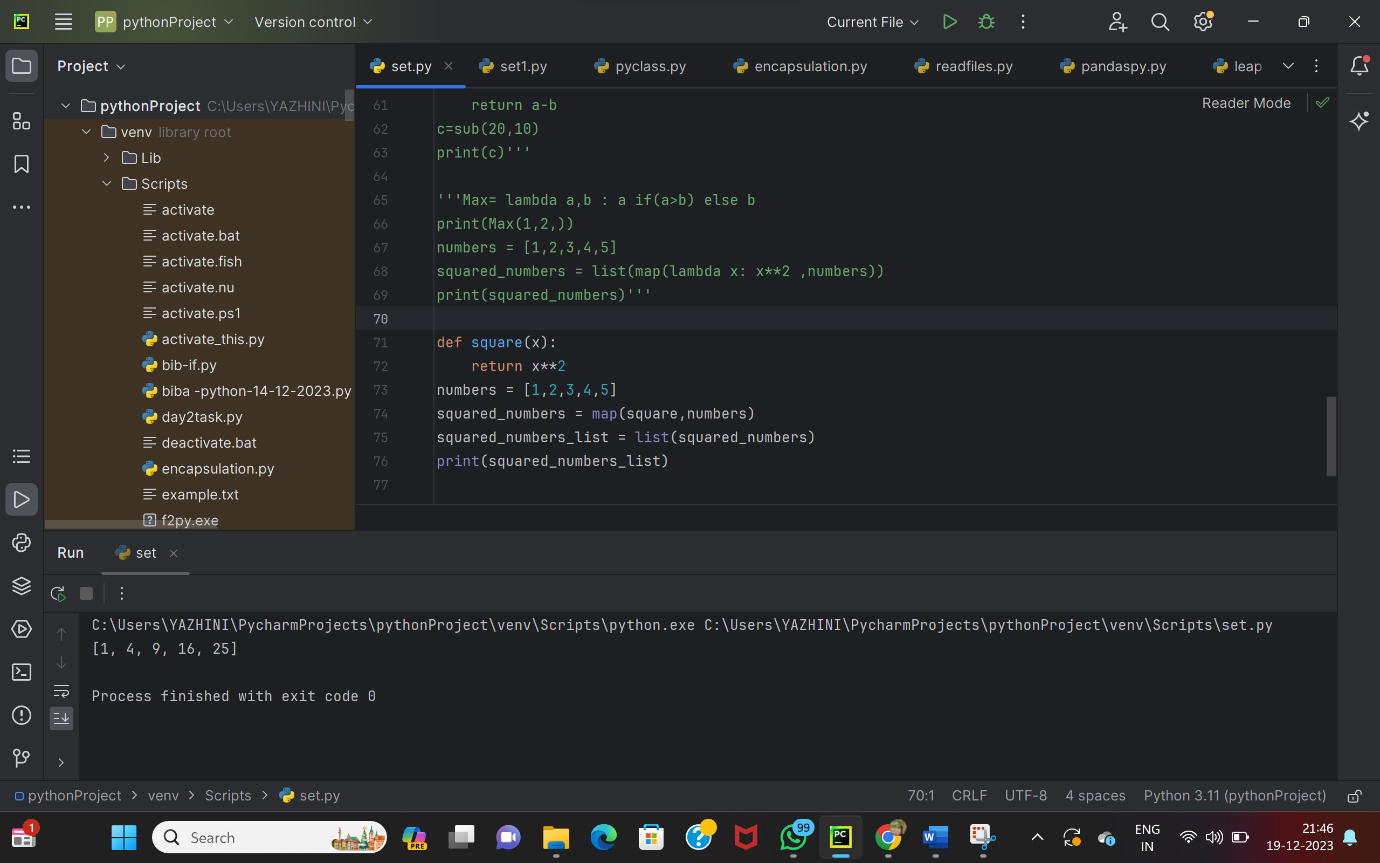 PC
PP pythonProject
Version control
Current File
Project
set.py
set1.py
pyclass.py
encapsulation.py
readfiles.py
pandaspy.py
leap
pythonProject C:\Users\YAZHINI\Pyc
venv library root
Lib
Scripts
activate
activate.bat
activate.fish
activate.nu
activate.ps1
activate_this.py
bib-if.py
biba -python-14-12-2023.py
day2task.py
deactivate.bat
encapsulation.py
example.txt
f2py.exe
Reader Mode
61 return a-b
62 c=sub(20,10)
63 print(c)'''
64
65 '''Max= lambda a,b : a if(a>b) else b
66 print(Max(1,2,))
67 numbers = [1,2,3,4,5]
68 squared_numbers = list(map(lambda x: x**2 ,numbers))
69 print(squared_numbers)'''
70
71 def square(x):
72 return x**2
73 numbers = [1,2,3,4,5]
74 squared_numbers = map(square,numbers)
75 squared_numbers_list = list(squared_numbers)
76 print(squared_numbers_list)
77
Run
set
C:\Users\YAZHINI\PycharmProjects\pythonProject\venv\Scripts\python.exe C:\Users\YAZHINI\PycharmProjects\pythonProject\venv\Scripts\set.py
[1, 4, 9, 16, 25]
Process finished with exit code 0
pythonProject > venv > Scripts > set.py
70:1 CRLF UTF-8 4 spaces Python 3.11 (pythonProject)
1
Search
PRE
99
PC
ENG
IN
21:46
19-12-2023